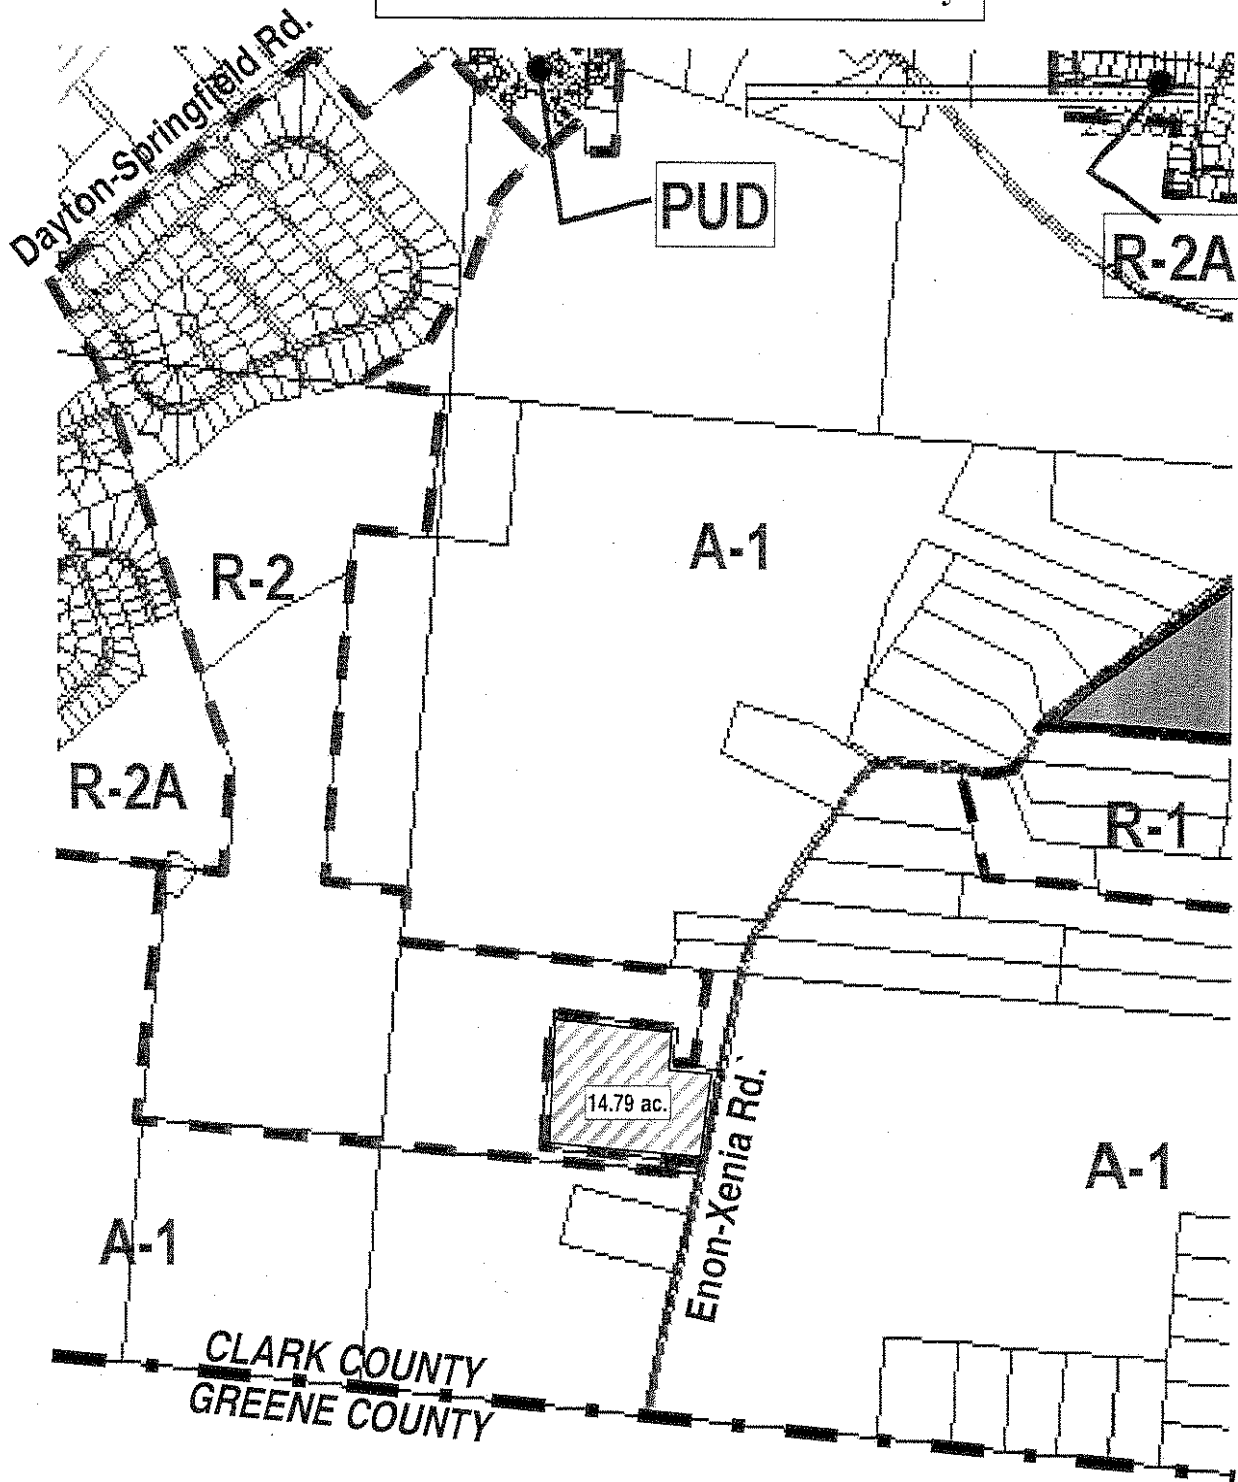 Dayton-Springfield Rd.
PUD
R-2A
A-1
R-2
R-2A
R-1
14.79 ac.
Enon-Xenia Rd.
A-1
A-1
CLARK COUNTY
GREENE COUNTY